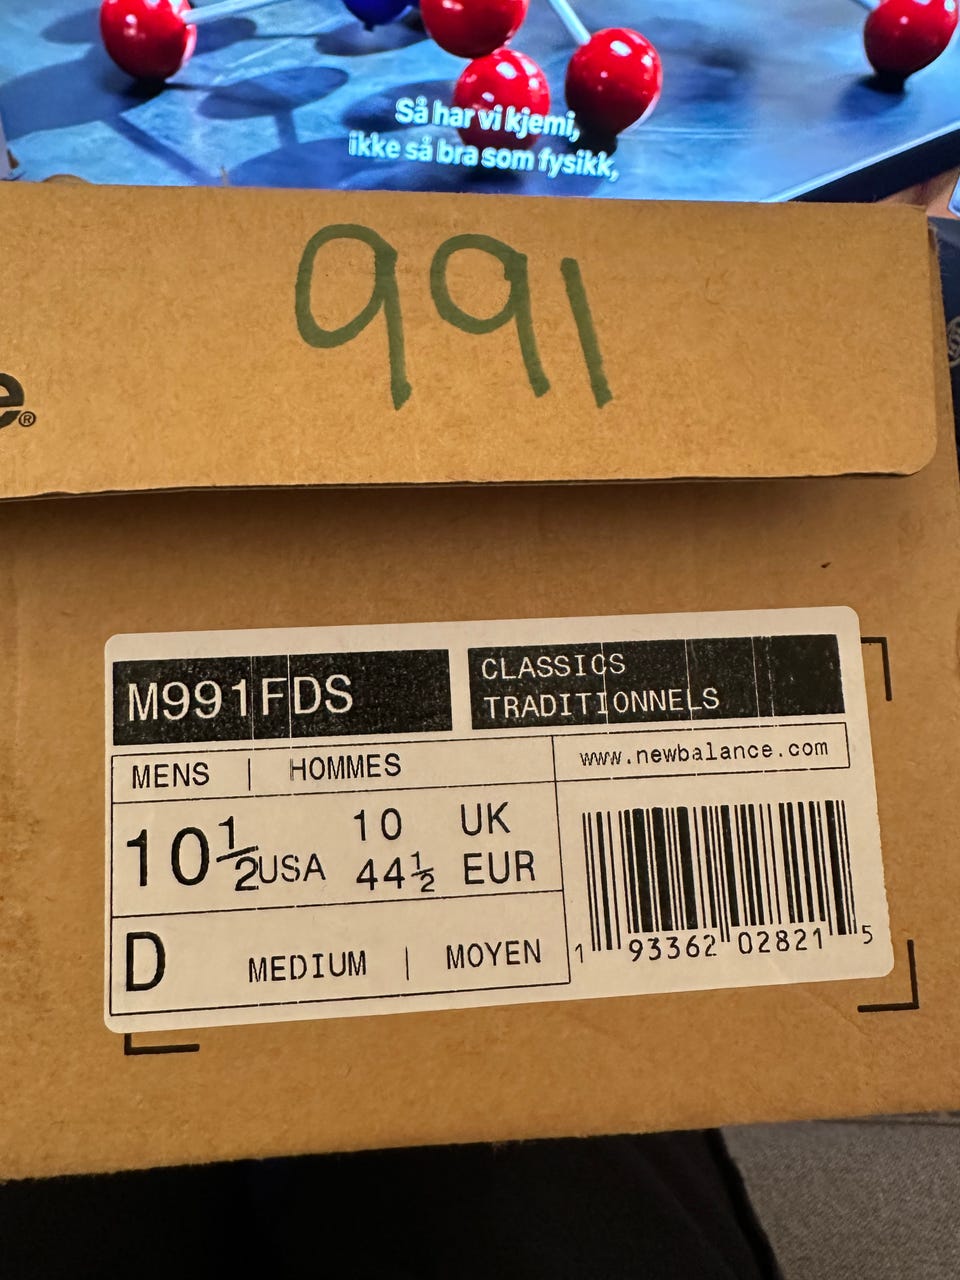 Så har vi kjemi,
ikke så bra som fysikk,
991
e®
M991FDS
CLASSICS
TRADITIONNELS
MENS | HOMMES
www.newbalance.com
10½ USA
10 UK
44½ EUR
D
MEDIUM | MOYEN
1 93362 02821 5